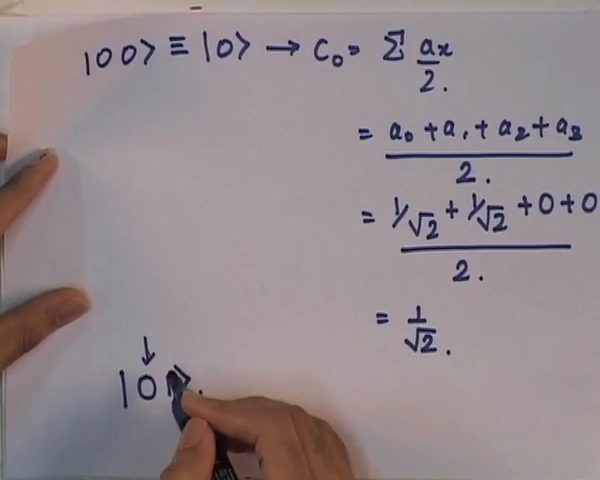 |00⟩ ≡ |0⟩ → C₀ = Σ aₓ/2.
= a₀ + a₁ + a₂ + a₃ / 2.
= 1/√2 + 1/√2 + 0 + 0 / 2.
= 1/√2.
↓
|0